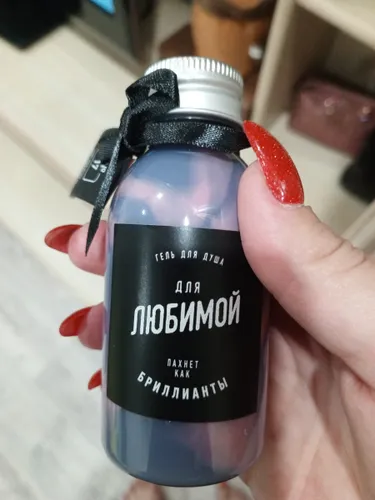 ГЕЛЬ ДЛЯ ДУША
ДЛЯ
ЛЮБИМОЙ
ПАХНЕТ
КАК
БРИЛЛИАНТЫ